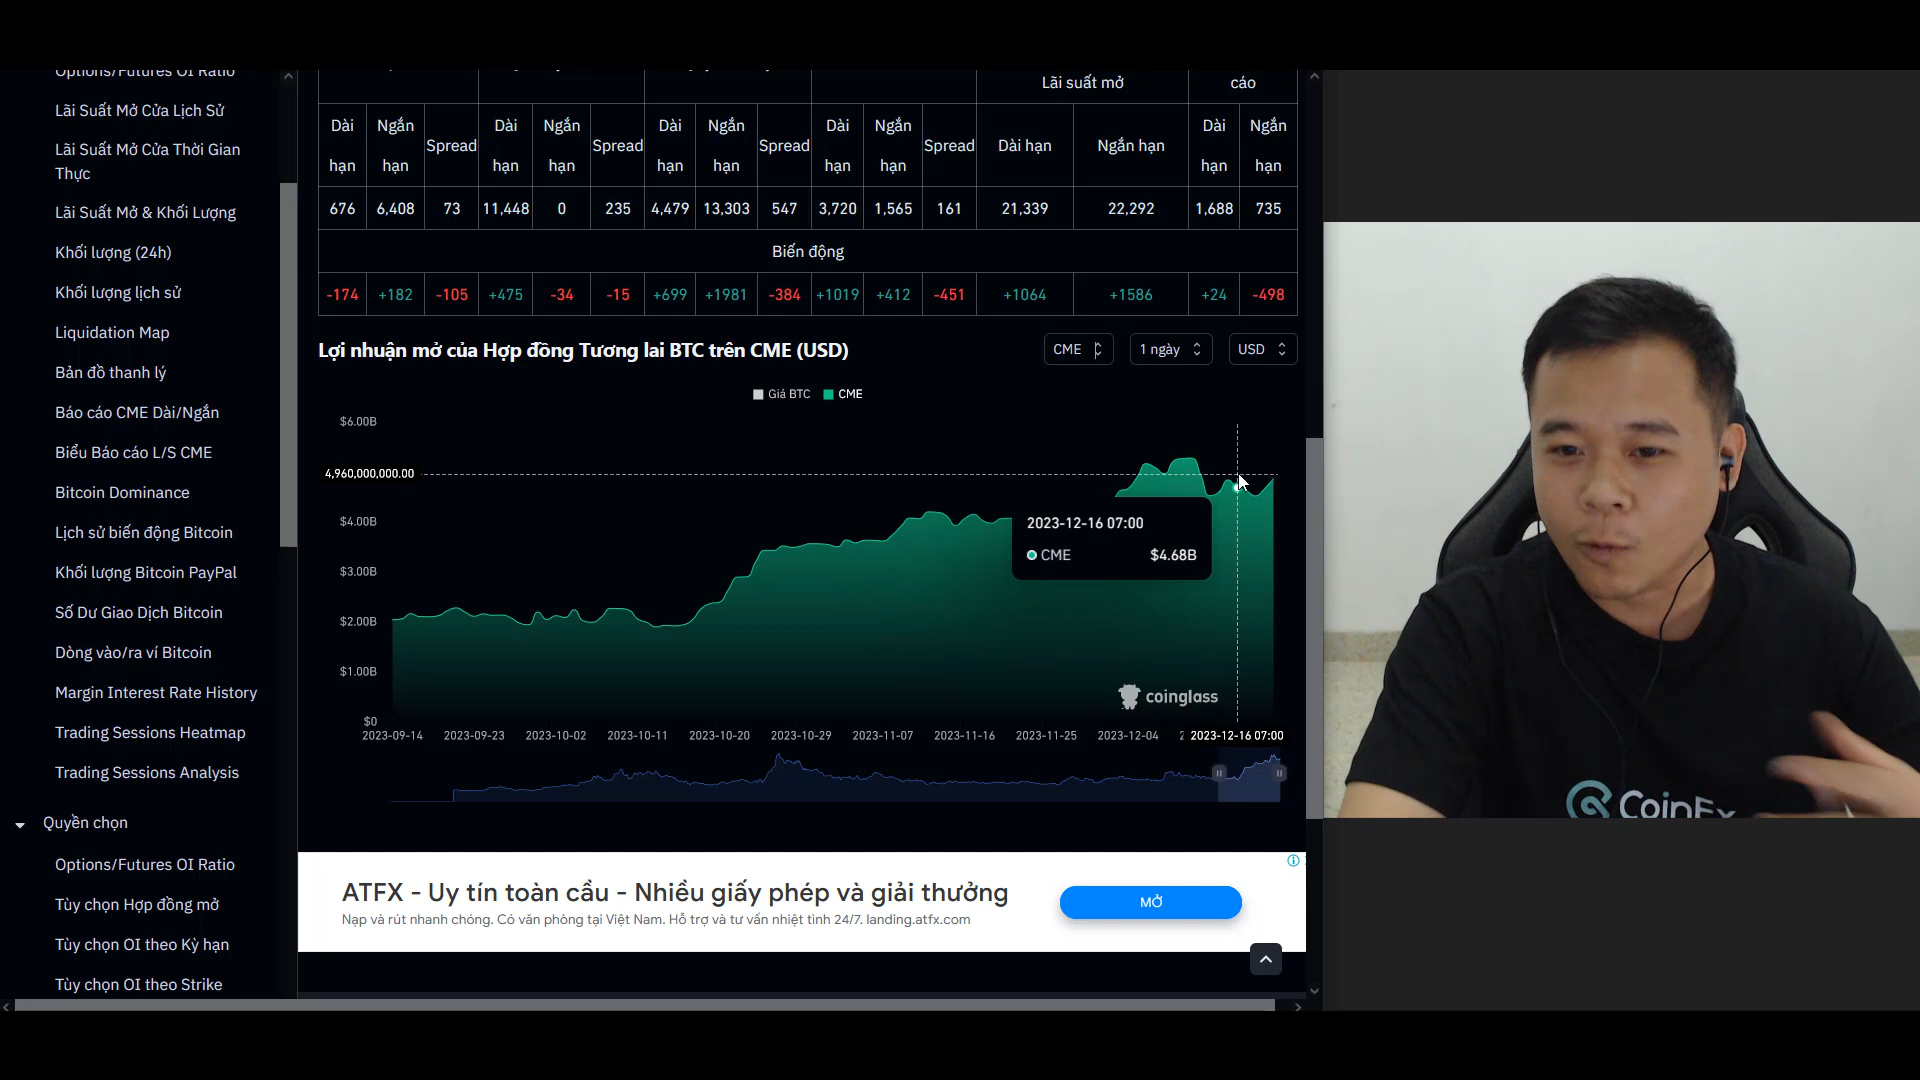 Options/Futures OI Ratio
Lãi Suất Mở Cửa Lịch Sử
Lãi Suất Mở Cửa Thời Gian
Thực
Lãi Suất Mở & Khối Lượng
Khối lượng (24h)
Khối lượng lịch sử
Liquidation Map
Bản đồ thanh lý
Báo cáo CME Dài/Ngắn
Biểu Báo cáo L/S CME
Bitcoin Dominance
Lịch sử biến động Bitcoin
Khối lượng Bitcoin PayPal
Số Dư Giao Dịch Bitcoin
Dòng vào/ra ví Bitcoin
Margin Interest Rate History
Trading Sessions Heatmap
Trading Sessions Analysis
Quyền chọn
Options/Futures OI Ratio
Tùy chọn Hợp đồng mở
Tùy chọn OI theo Kỳ hạn
Tùy chọn OI theo Strike
Lãi suất mở cáo
Dài hạn Ngắn hạn Spread Dài hạn Ngắn hạn Spread Dài hạn Ngắn hạn Spread Dài hạn Ngắn hạn Spread Dài hạn Ngắn hạn Dài hạn Ngắn hạn
676 6,408 73 11,448 0 235 4,479 13,303 547 3,720 1,565 161 21,339 22,292 1,688 735
Biến động
-174 +182 -105 +475 -34 -15 +699 +1981 -384 +1019 +412 -451 +1064 +1586 +24 -498
Lợi nhuận mở của Hợp đồng Tương lai BTC trên CME (USD)
CME 1 ngày USD
Giá BTC CME
$6.00B
4,960,000,000.00
$4.00B
$3.00B
$2.00B
$1.00B
$0
2023-12-16 07:00
CME $4.68B
coinglass
2023-09-14 2023-09-23 2023-10-02 2023-10-11 2023-10-20 2023-10-29 2023-11-07 2023-11-16 2023-11-25 2023-12-04 2023-12-16 07:00
ATFX - Uy tín toàn cầu - Nhiều giấy phép và giải thưởng
Nạp và rút nhanh chóng. Có văn phòng tại Việt Nam. Hỗ trợ và tư vấn nhiệt tình 24/7. landing.atfx.com
MỞ
CoinEx